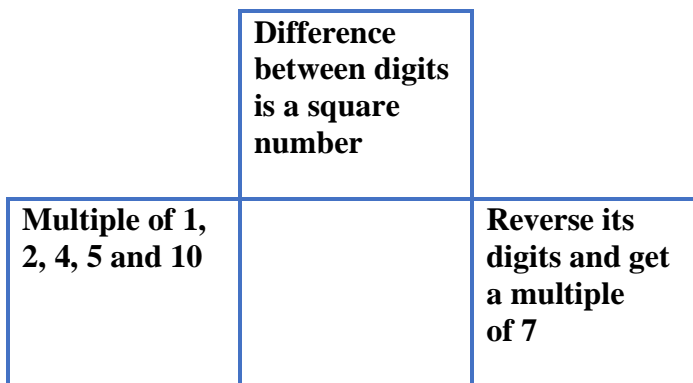 Difference
between digits
is a square
number
Multiple of 1,
2, 4, 5 and 10
Reverse its
digits and get
a multiple
of 7